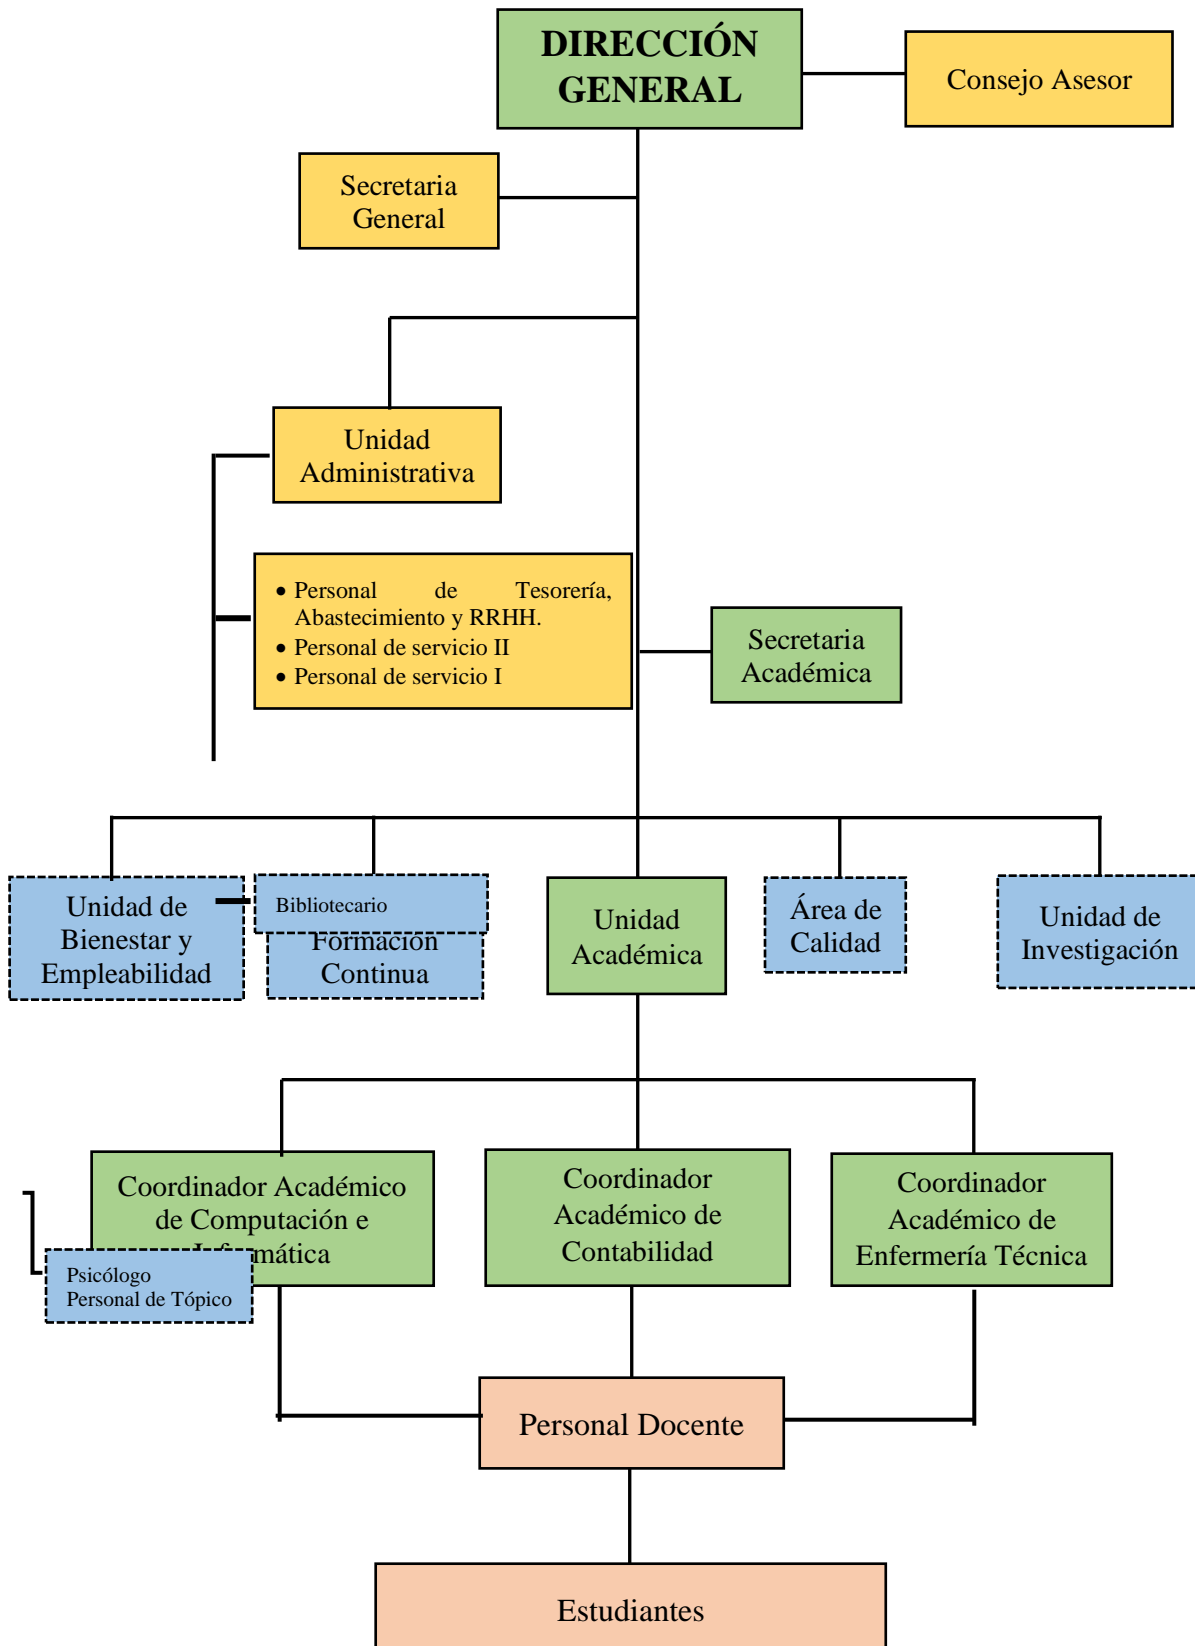 DIRECCIÓN
GENERAL
Consejo Asesor
Secretaria
General
Unidad
Administrativa
• Personal de Tesorería,
Abastecimiento y RRHH.
• Personal de servicio II
• Personal de servicio I
Secretaria
Académica
Unidad de
Bienestar y
Empleabilidad
Bibliotecario
Formación
Continua
Unidad
Académica
Área de
Calidad
Unidad de
Investigación
Coordinador Académico
de Computación e
Informática
Psicólogo
Personal de Tópico
Coordinador
Académico de
Contabilidad
Coordinador
Académico de
Enfermería Técnica
Personal Docente
Estudiantes